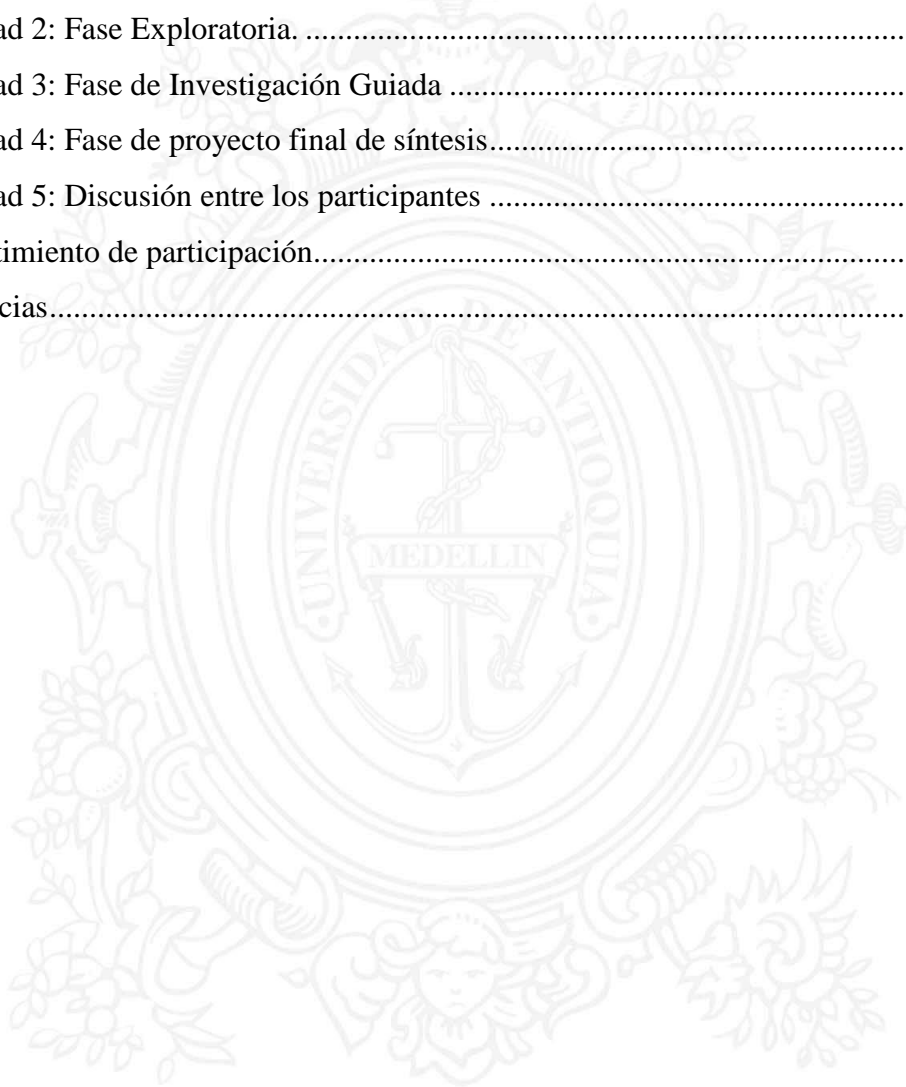 ad 2: Fase Exploratoria. ..........................................................................
ad 3: Fase de Investigación Guiada .........................................................
ad 4: Fase de proyecto final de síntesis....................................................
ad 5: Discusión entre los participantes ....................................................
timiento de participación..........................................................................
cias...........................................................................................................
UNIVERSIDAD DE ANTIOQUIA
MEDELLIN